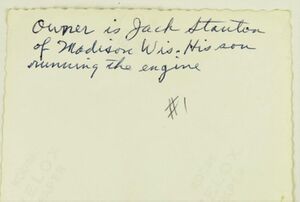 Owner is Jack Stanton
of Madison Wis. His son
running the engine
#1